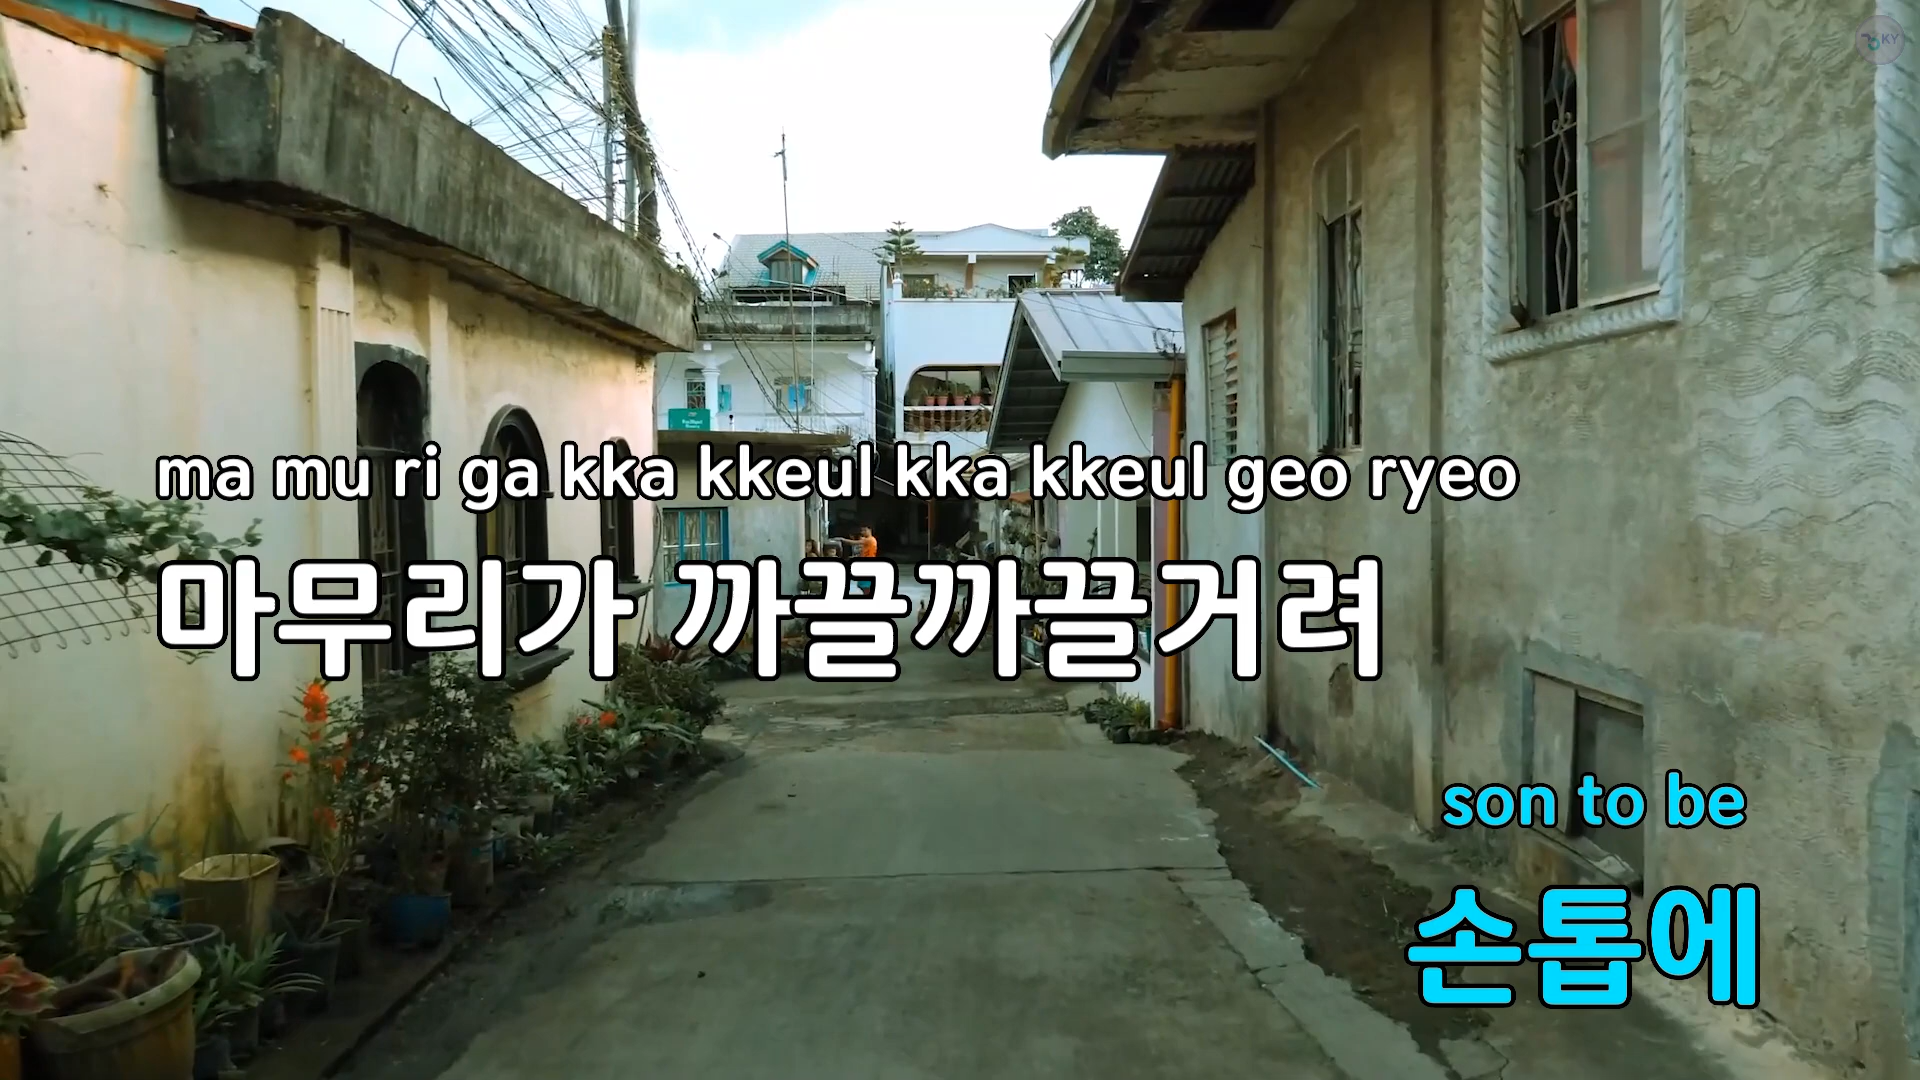 KY
ma mu ri ga kka kkeul kka kkeul geo ryeo
마무리가 까끌까끌거려
son to be
손톱에